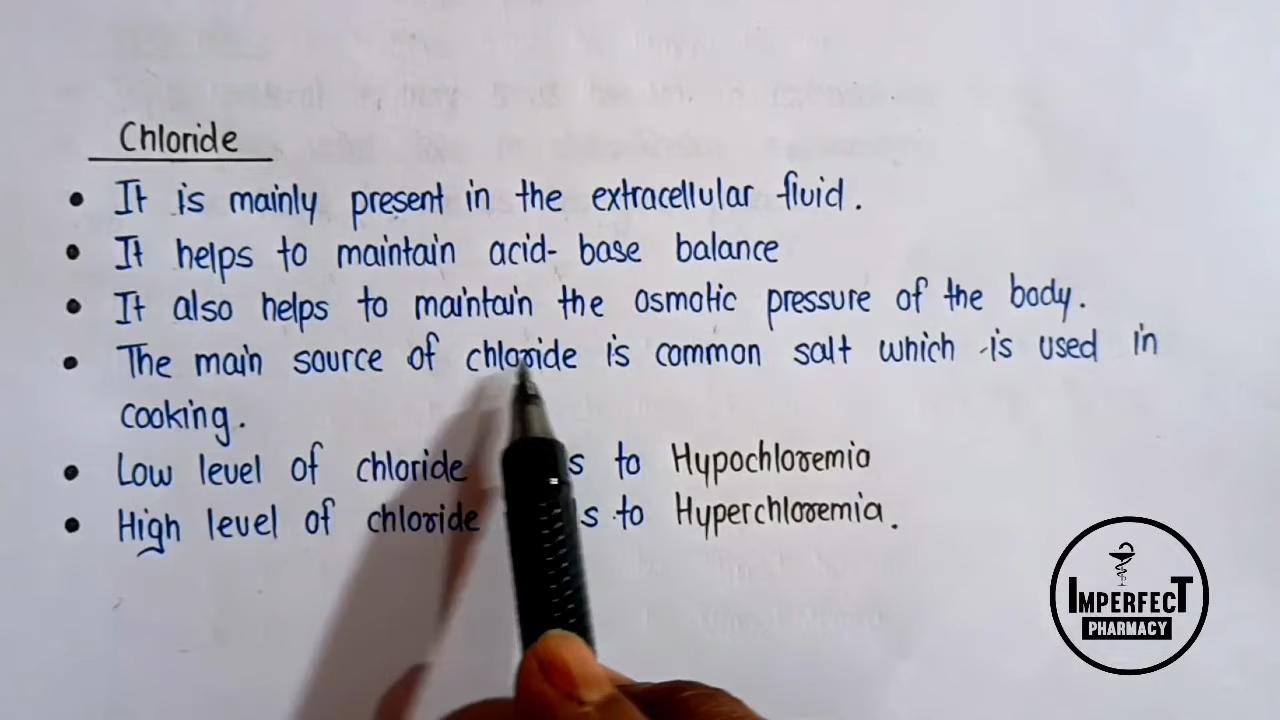 Chloride
• It is mainly present in the extracellular fluid.
• It helps to maintain acid-base balance
• It also helps to maintain the osmotic pressure of the body.
• The main source of chloride is common salt which is used in
cooking.
• Low level of chloride to Hypochloremia
• High level of chloride to Hyperchloremia.
IMPERFECT
PHARMACY